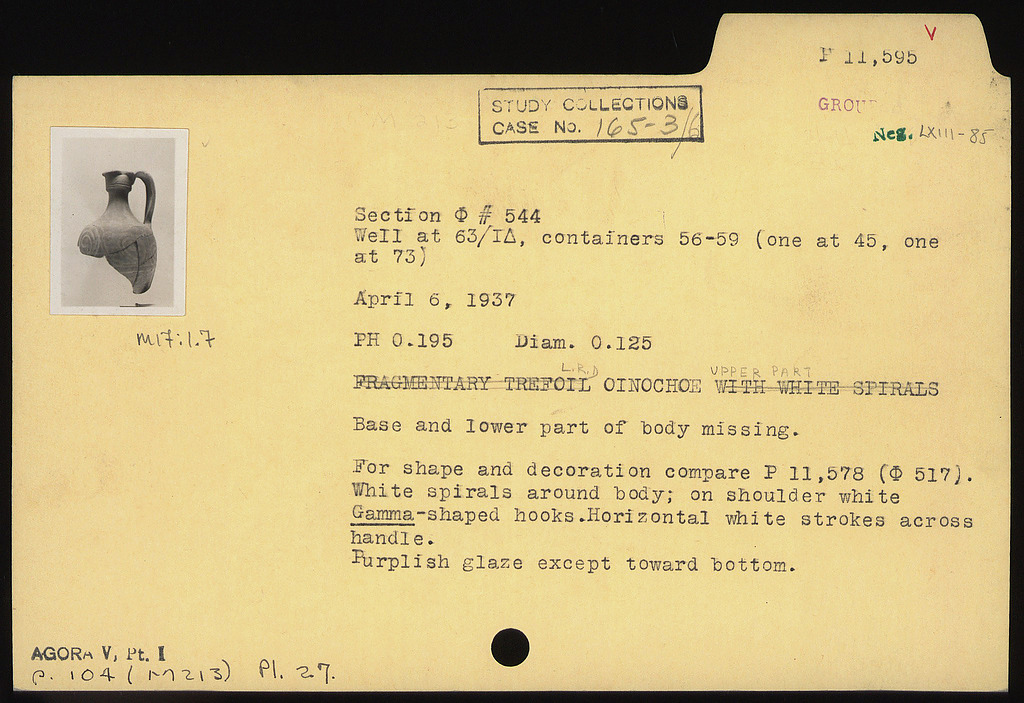 V
P 11,595
GROUP
Neg. LXIII-85
STUDY COLLECTIONS
CASE No. 165-3/6
M17:1.7
Section Φ # 544
Well at 63/ΙΔ, containers 56-59 (one at 45, one
at 73)
April 6, 1937
PH 0.195 Diam. 0.125
L.R.D UPPER PART
FRAGMENTARY TREFOIL OINOCHOE WITH WHITE SPIRALS
Base and lower part of body missing.
For shape and decoration compare P 11,578 (Φ 517).
White spirals around body; on shoulder white
Gamma-shaped hooks.Horizontal white strokes across
handle.
Purplish glaze except toward bottom.
AGORA V, Pt. I
p. 104 (M213) Pl. 27.